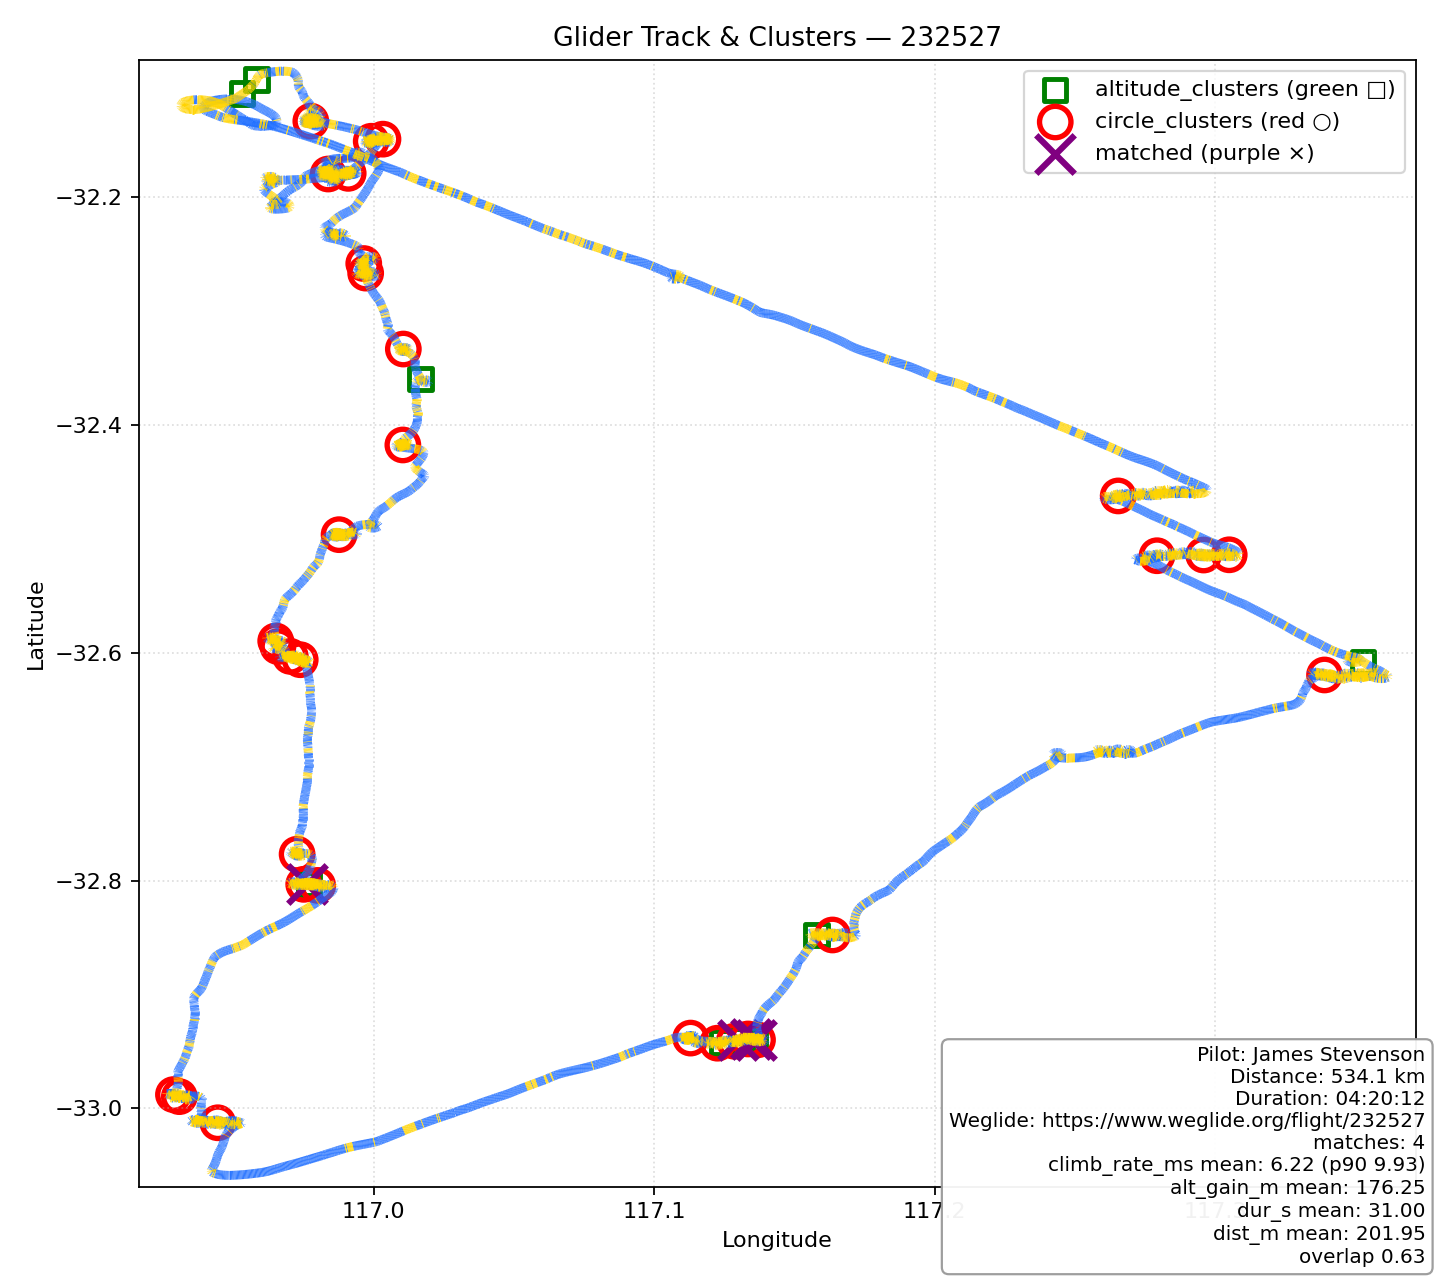 Glider Track & Clusters — 232527
altitude_clusters (green □)
circle_clusters (red ○)
matched (purple ×)
−32.2
−32.4
−32.6
−32.8
−33.0
Latitude
117.0
117.1
117.2
Longitude
Pilot: James Stevenson
Distance: 534.1 km
Duration: 04:20:12
Weglide: https://www.weglide.org/flight/232527
matches: 4
climb_rate_ms mean: 6.22 (p90 9.93)
alt_gain_m mean: 176.25
dur_s mean: 31.00
dist_m mean: 201.95
overlap 0.63